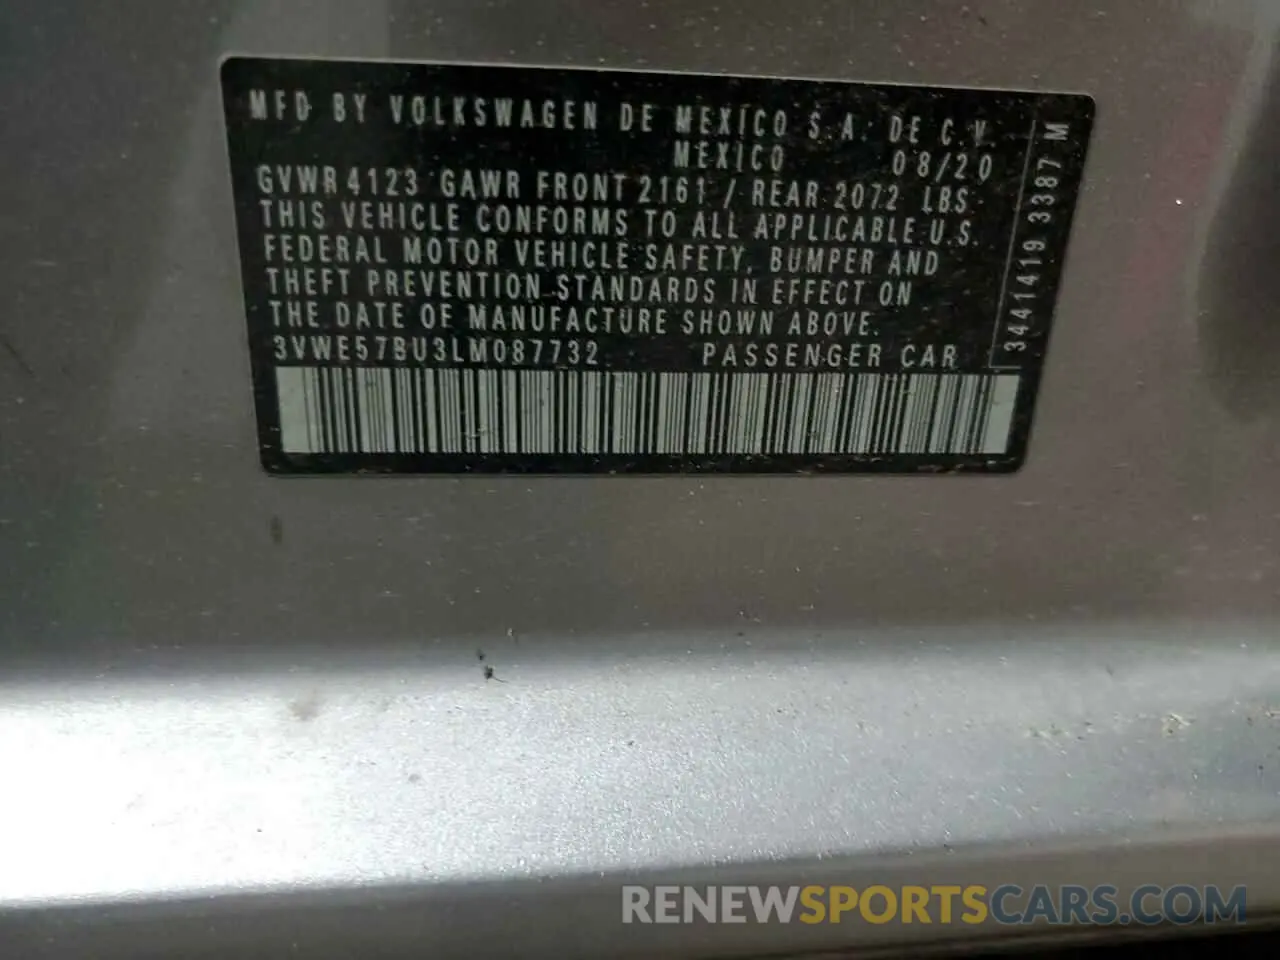 MFD BY VOLKSWAGEN DE MEXICO S.A. DE C.V.
MEXICO 08/20
GVWR 4123 GAWR FRONT 2161 / REAR 2072 LBS
THIS VEHICLE CONFORMS TO ALL APPLICABLE U.S.
FEDERAL MOTOR VEHICLE SAFETY, BUMPER AND
THEFT PREVENTION STANDARDS IN EFFECT ON
THE DATE OF MANUFACTURE SHOWN ABOVE.
3VWE57BU3LM087732 PASSENGER CAR
3441419 3387 M
RENEWSPORTSCARS.COM